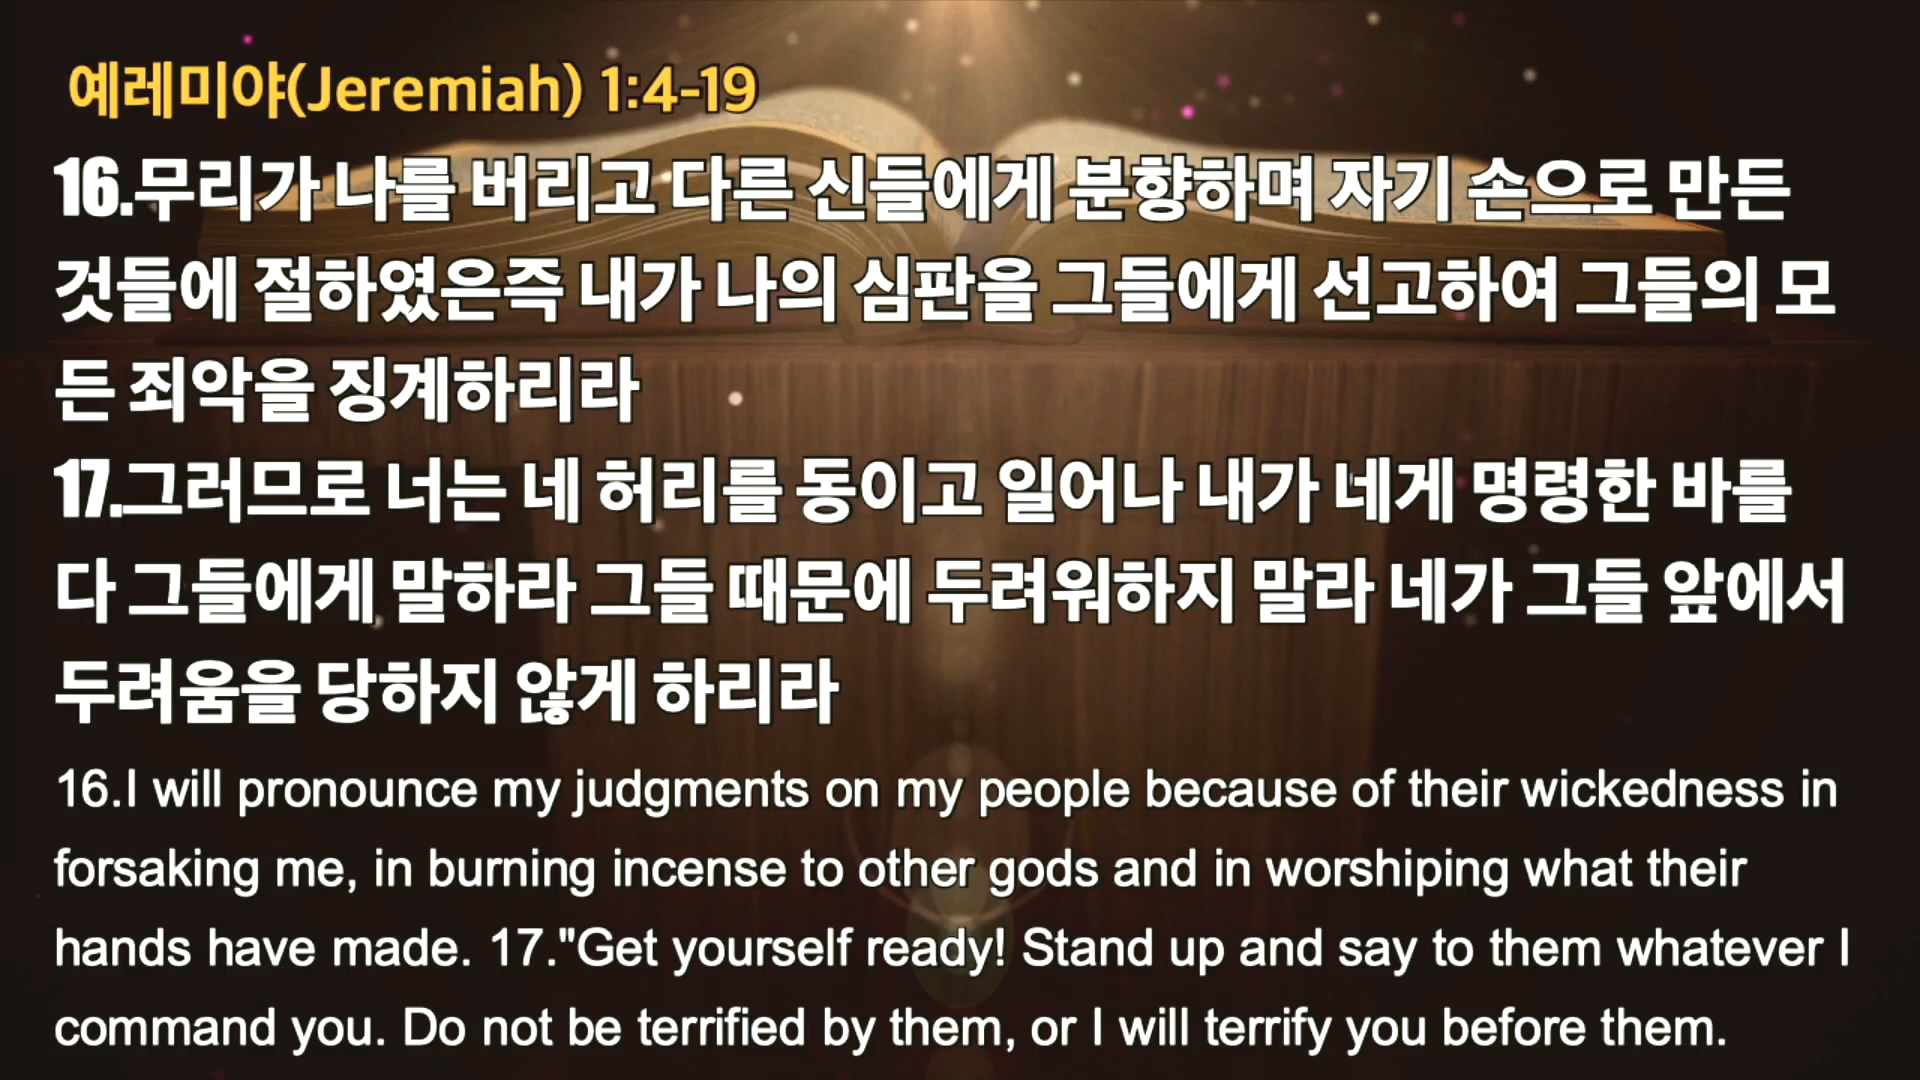 예레미야(Jeremiah) 1:4-19
16.무리가 나를 버리고 다른 신들에게 분향하며 자기 손으로 만든
것들에 절하였은즉 내가 나의 심판을 그들에게 선고하여 그들의 모
든 죄악을 징계하리라
17.그러므로 너는 네 허리를 동이고 일어나 내가 네게 명령한 바를
다 그들에게 말하라 그들 때문에 두려워하지 말라 네가 그들 앞에서
두려움을 당하지 않게 하리라
16.I will pronounce my judgments on my people because of their wickedness in
forsaking me, in burning incense to other gods and in worshiping what their
hands have made. 17."Get yourself ready! Stand up and say to them whatever I
command you. Do not be terrified by them, or I will terrify you before them.